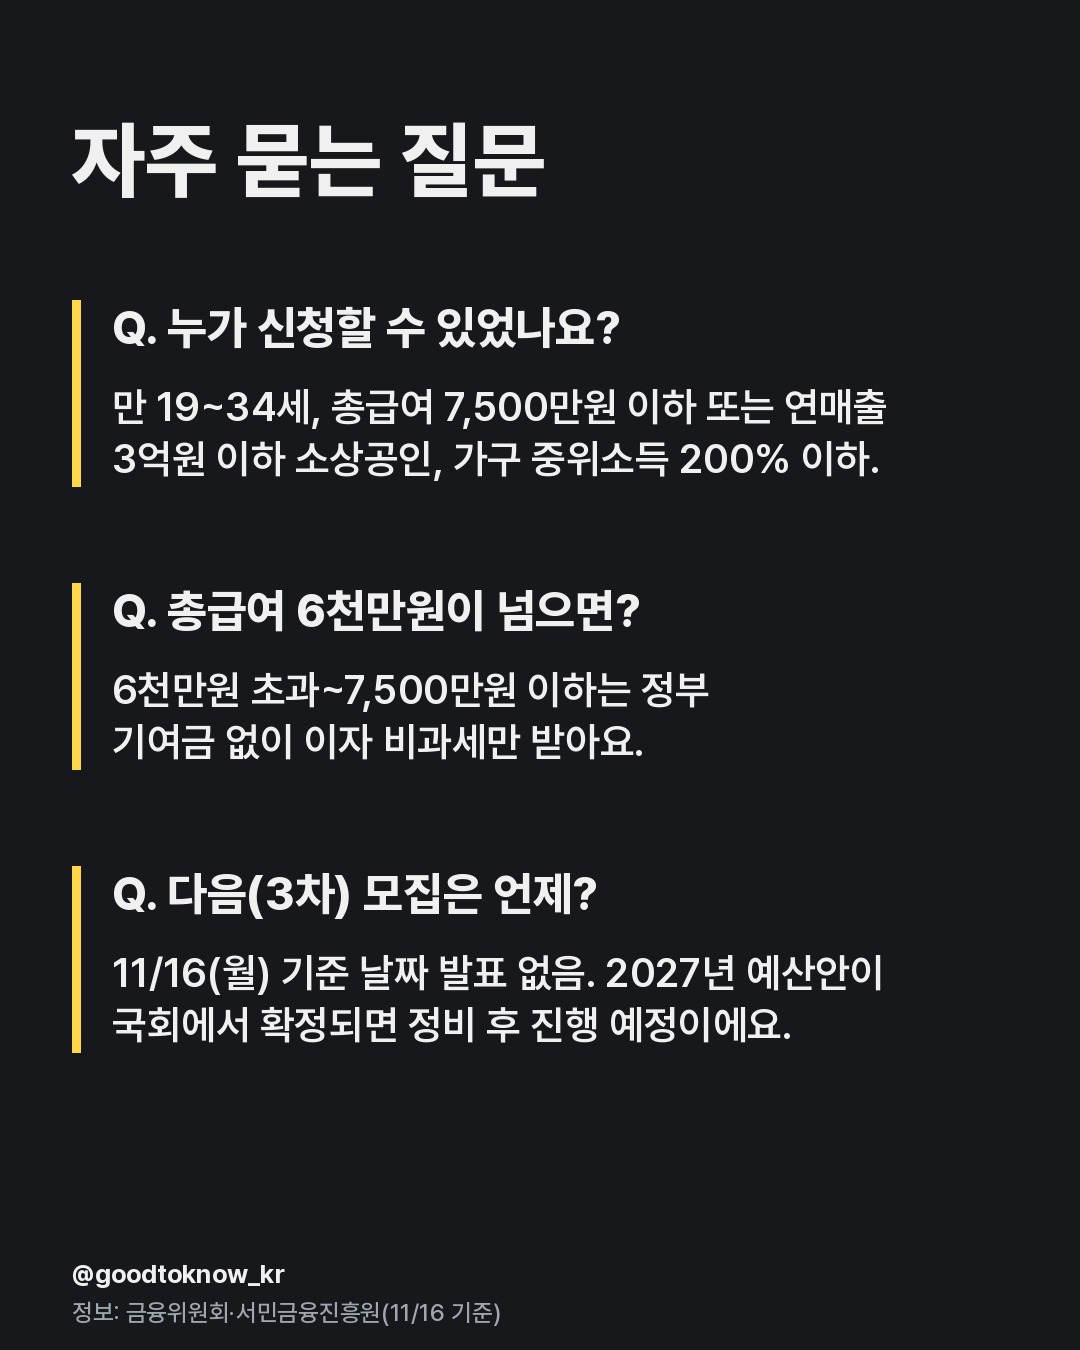 자주 묻는 질문
Q. 누가 신청할 수 있었나요?
만 19~34세, 총급여 7,500만원 이하 또는 연매출
3억원 이하 소상공인, 가구 중위소득 200% 이하.
Q. 총급여 6천만원이 넘으면?
6천만원 초과~7,500만원 이하는 정부
기여금 없이 이자 비과세만 받아요.
Q. 다음(3차) 모집은 언제?
11/16(월) 기준 날짜 발표 없음. 2027년 예산안이
국회에서 확정되면 정비 후 진행 예정이에요.
@goodtoknow_kr
정보: 금융위원회·서민금융진흥원(11/16 기준)